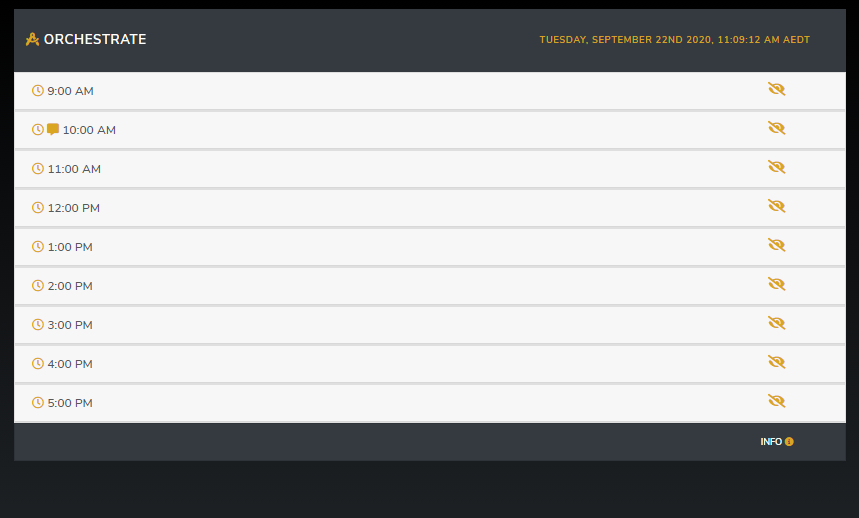 ORCHESTRATE
TUESDAY, SEPTEMBER 22ND 2020, 11:09:12 AM AEDT
9:00 AM
10:00 AM
11:00 AM
12:00 PM
1:00 PM
2:00 PM
3:00 PM
4:00 PM
5:00 PM
INFO